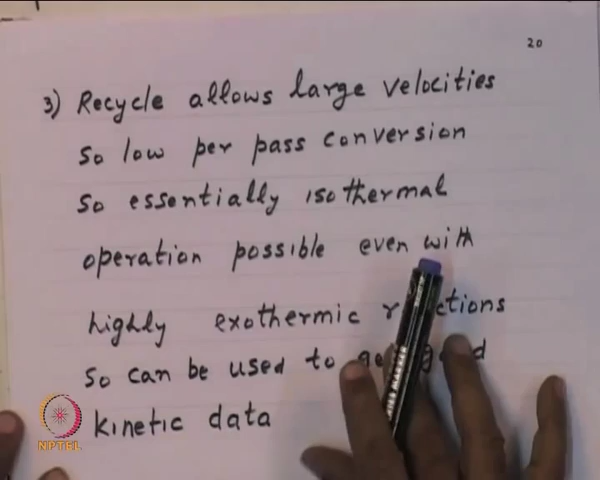 20
3) Recycle allows large velocities
so low per pass conversion
so essentially isothermal
operation possible even with
highly exothermic
so can be used to
kinetic data
NPTEL